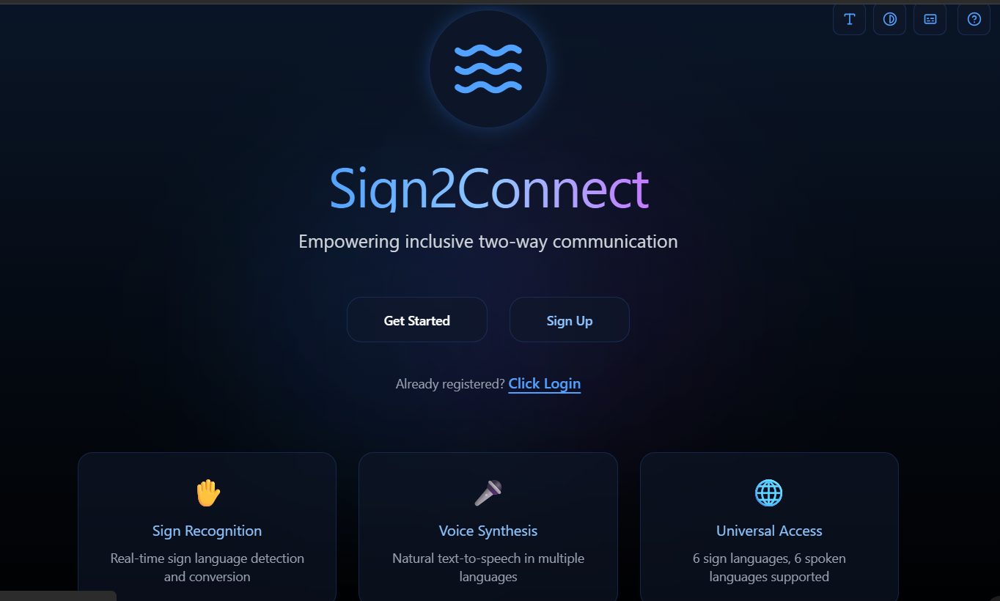 Sign2Connect
Empowering inclusive two-way communication
Get Started
Sign Up
Already registered? Click Login
Sign Recognition
Real-time sign language detection
and conversion
Voice Synthesis
Natural text-to-speech in multiple
languages
Universal Access
6 sign languages, 6 spoken
languages supported